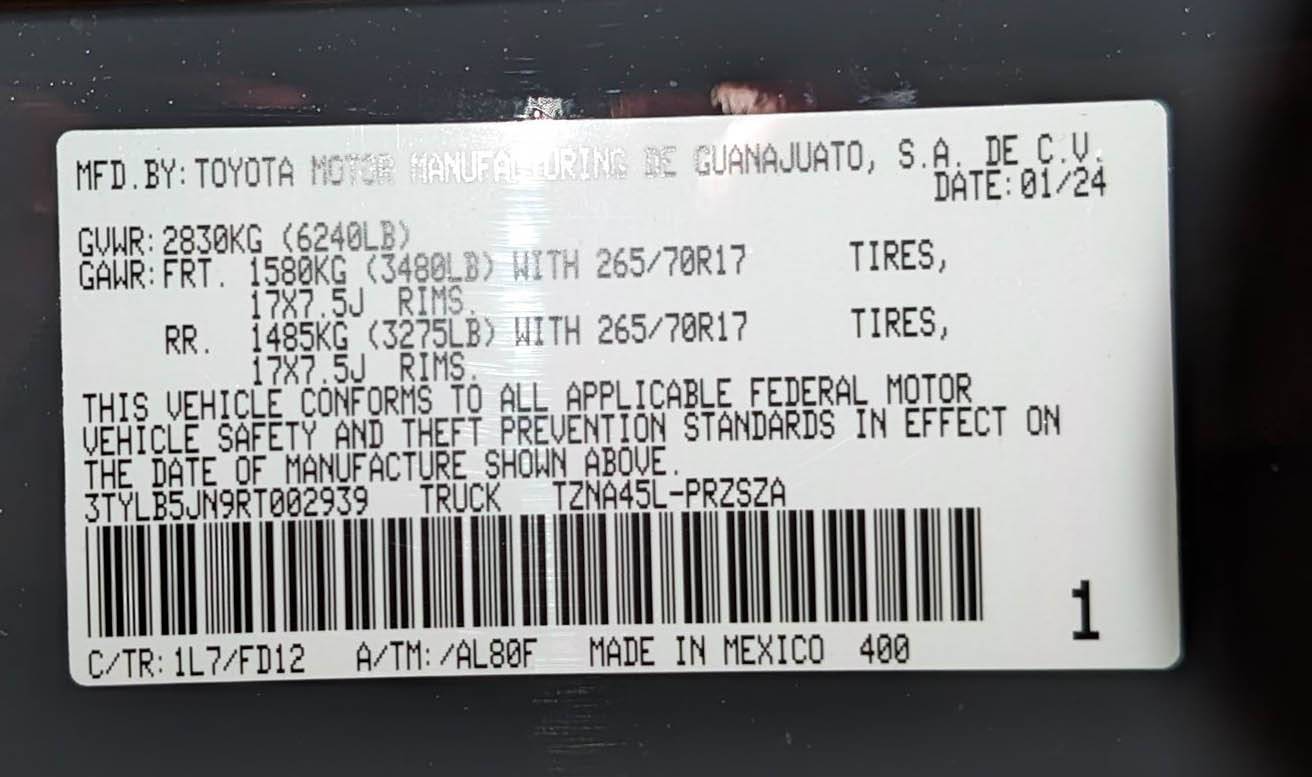 MFD.BY:TOYOTA MOTOR MANUFACTURING DE GUANAJUATO, S.A. DE C.V.
DATE:01/24
GVWR:2830KG (6240LB)
GAWR:FRT. 1580KG (3480LB) WITH 265/70R17 TIRES,
17X7.5J RIMS.
RR. 1485KG (3275LB) WITH 265/70R17 TIRES,
17X7.5J RIMS.
THIS VEHICLE CONFORMS TO ALL APPLICABLE FEDERAL MOTOR
VEHICLE SAFETY AND THEFT PREVENTION STANDARDS IN EFFECT ON
THE DATE OF MANUFACTURE SHOWN ABOVE.
3TYLB5JN9RT002939 TRUCK TZNA45L-PRZSZA
1
C/TR:1L7/FD12 A/TM:/AL80F MADE IN MEXICO 400